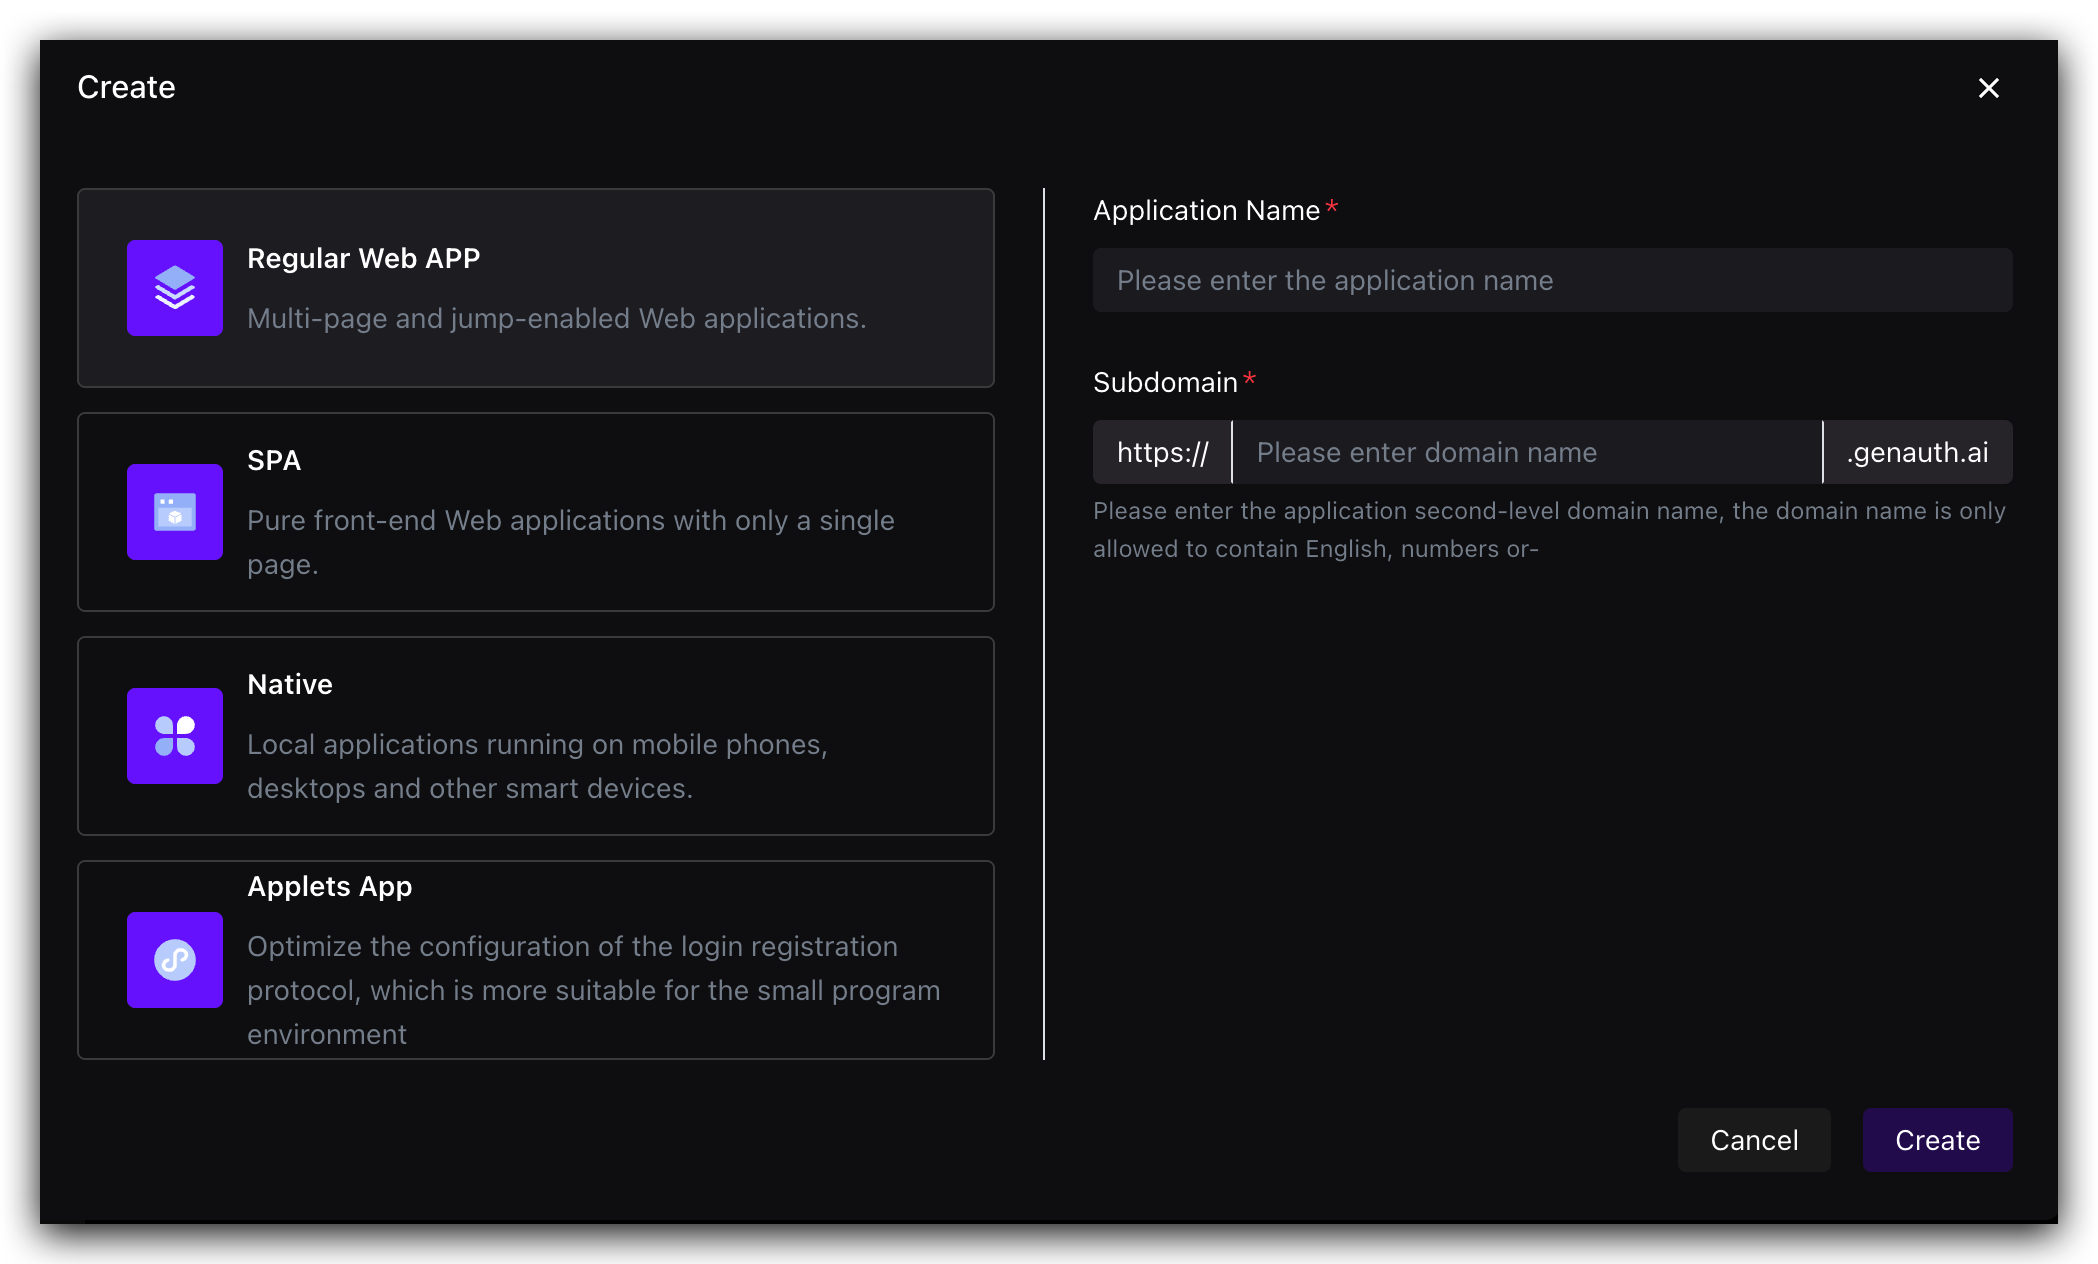 Create
Regular Web APP
Multi-page and jump-enabled Web applications.
SPA
Pure front-end Web applications with only a single
page.
Native
Local applications running on mobile phones,
desktops and other smart devices.
Applets App
Optimize the configuration of the login registration
protocol, which is more suitable for the small program
environment
Application Name*
Please enter the application name
Subdomain*
https:// Please enter domain name .genauth.ai
Please enter the application second-level domain name, the domain name is only
allowed to contain English, numbers or-
Cancel Create